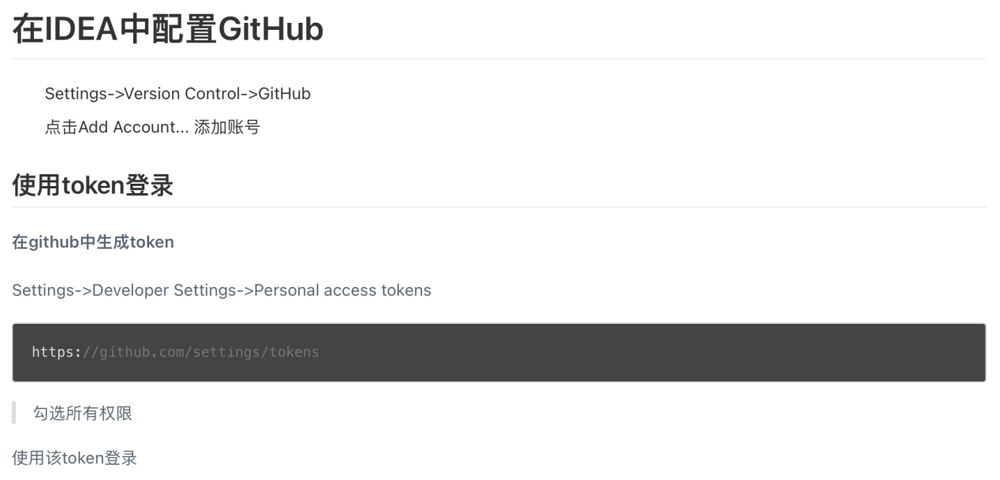 在IDEA中配置GitHub
Settings->Version Control->GitHub
点击Add Account... 添加账号
使用token登录
在github中生成token
Settings->Developer Settings->Personal access tokens
https://github.com/settings/tokens
勾选所有权限
使用该token登录